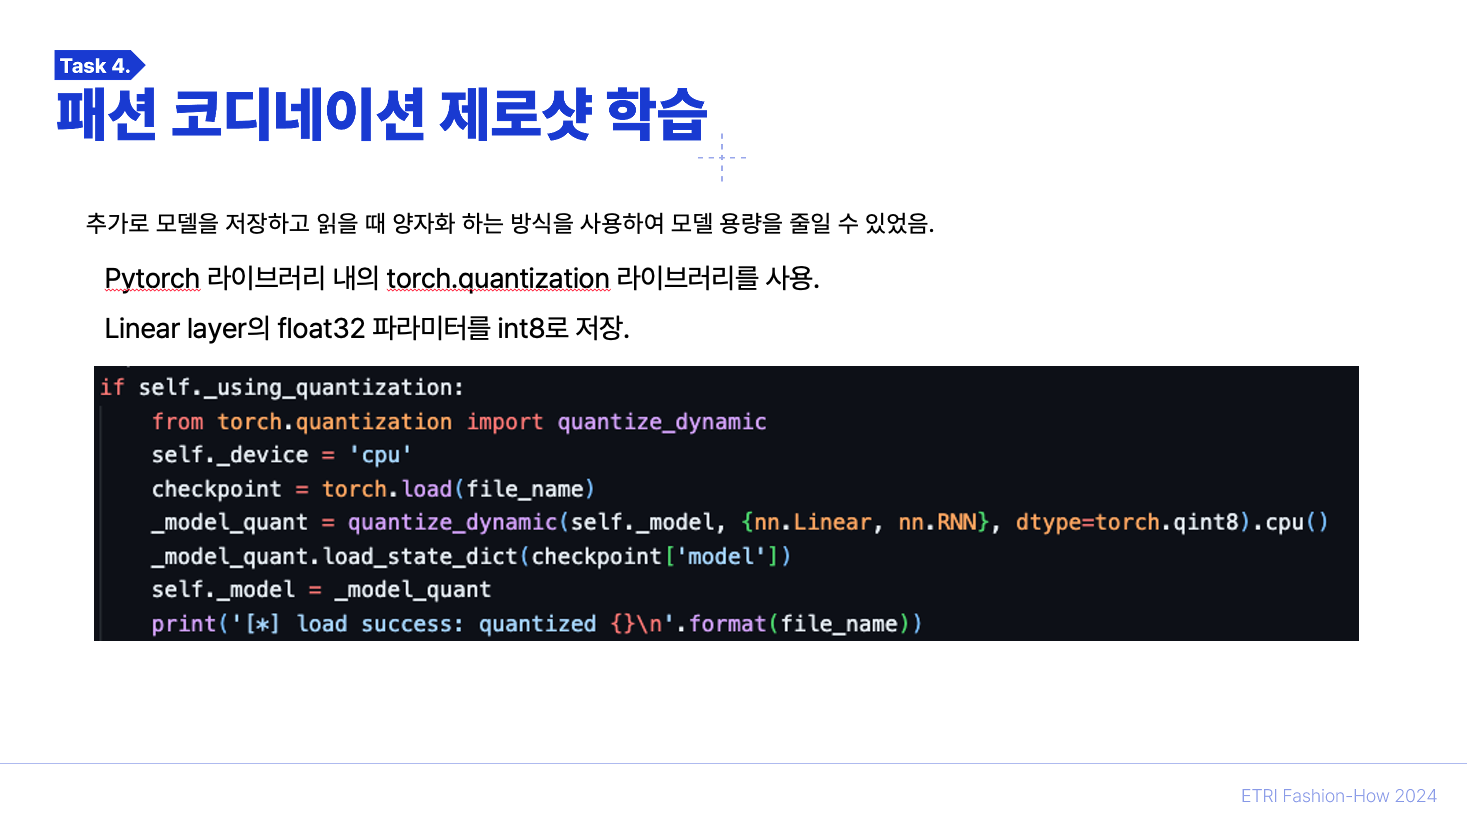 Task 4.
패션 코디네이션 제로샷 학습
추가로 모델을 저장하고 읽을 때 양자화 하는 방식을 사용하여 모델 용량을 줄일 수 있었음.
Pytorch 라이브러리 내의 torch.quantization 라이브러리를 사용.
Linear layer의 float32 파라미터를 int8로 저장.
if self._using_quantization:
    from torch.quantization import quantize_dynamic
    self._device = 'cpu'
    checkpoint = torch.load(file_name)
    _model_quant = quantize_dynamic(self._model, {nn.Linear, nn.RNN}, dtype=torch.qint8).cpu()
    _model_quant.load_state_dict(checkpoint['model'])
    self._model = _model_quant
    print('[*] load success: quantized {}\n'.format(file_name))
ETRI Fashion-How 2024